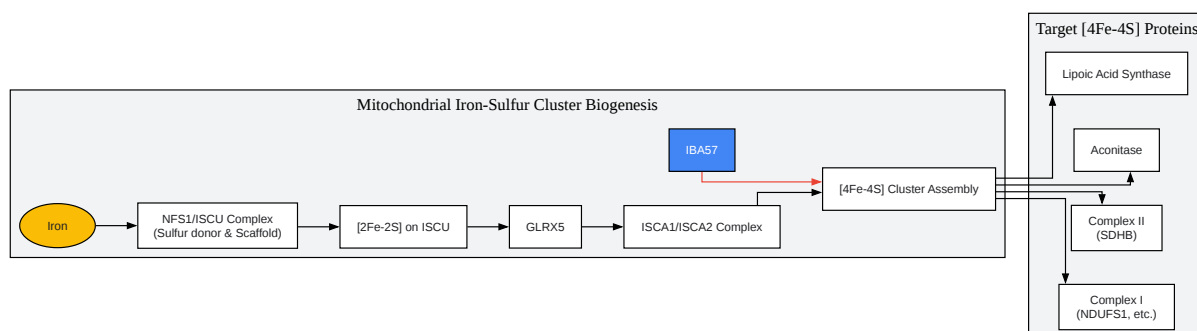 Target [4Fe-4S] Proteins
Lipoic Acid Synthase
Mitochondrial Iron-Sulfur Cluster Biogenesis
IBA57
Aconitase
[4Fe-4S] Cluster Assembly
Iron
NFS1/ISCU Complex
(Sulfur donor & Scaffold)
[2Fe-2S] on ISCU
GLRX5
ISCA1/ISCA2 Complex
Complex II
(SDHB)
Complex I
(NDUFS1, etc.)